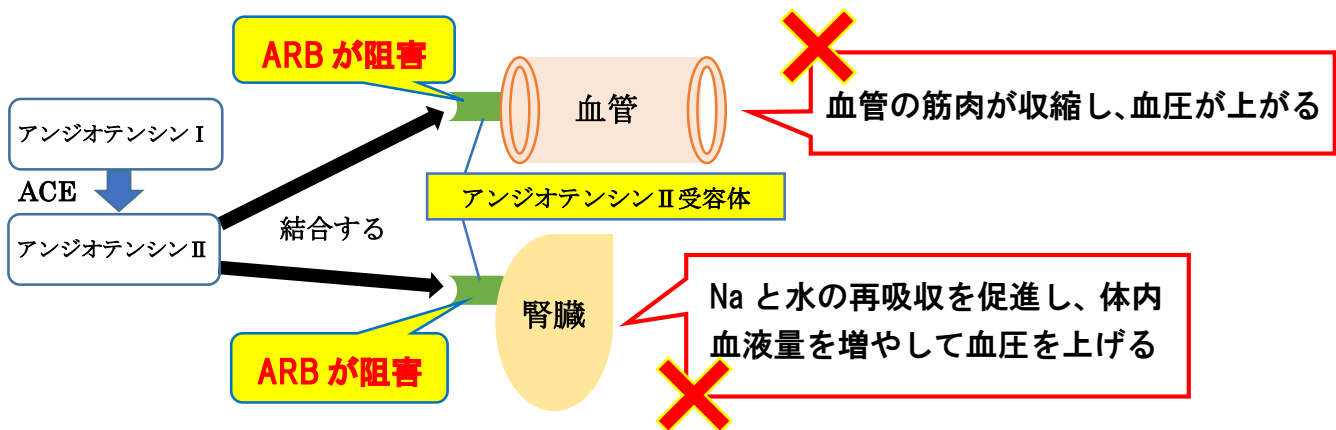 ARB が阻害
血管
血管の筋肉が収縮し、血圧が上がる
アンジオテンシンⅠ
ACE
アンジオテンシンⅡ受容体
結合する
アンジオテンシンⅡ
腎臓
Na と水の再吸収を促進し、体内
血液量を増やして血圧を上げる
ARB が阻害